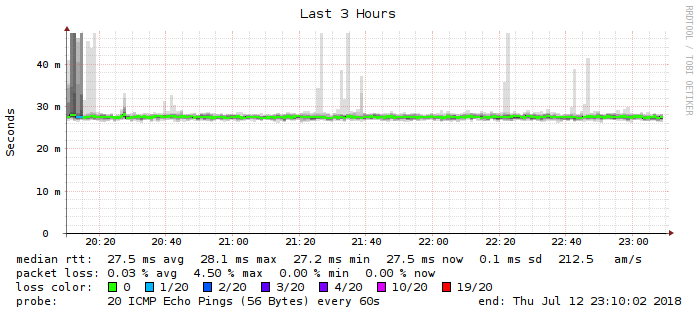 Last 3 Hours
RRDTOOL / TOBI OETIKER
Seconds
40 m
30 m
20 m
10 m
0
20:20 20:40 21:00 21:20 21:40 22:00 22:20 22:40 23:00
median rtt: 27.5 ms avg 28.1 ms max 27.2 ms min 27.5 ms now 0.1 ms sd 212.5 am/s
packet loss: 0.03 % avg 4.50 % max 0.00 % min 0.00 % now
loss color: 0 1/20 2/20 3/20 4/20 10/20 19/20
probe: 20 ICMP Echo Pings (56 Bytes) every 60s end: Thu Jul 12 23:10:02 2018